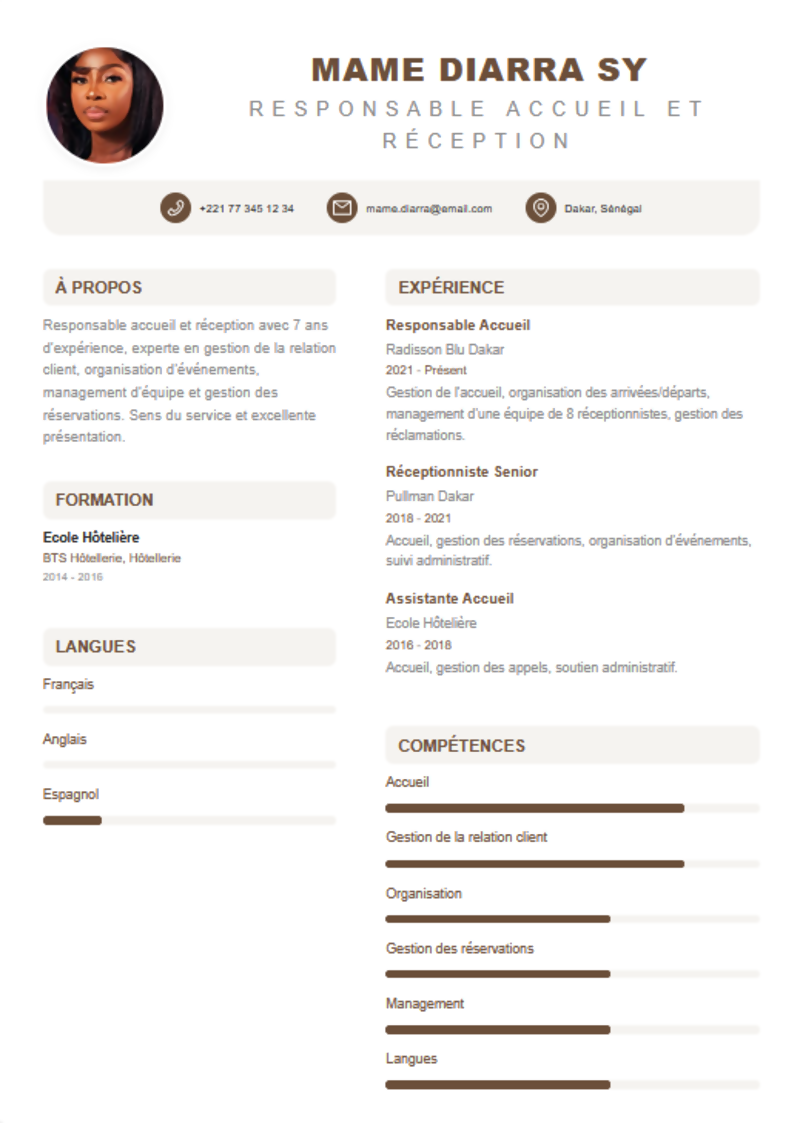 MAME DIARRA SY
RESPONSABLE ACCUEIL ET
RÉCEPTION
+221 77 345 12 34
mame.diarra@email.com
Dakar, Sénégal
À PROPOS
Responsable accueil et réception avec 7 ans
d'expérience, experte en gestion de la relation
client, organisation d'événements,
management d'équipe et gestion des
réservations. Sens du service et excellente
présentation.
FORMATION
Ecole Hôtelière
BTS Hôtellerie, Hôtellerie
2014 - 2016
LANGUES
Français
Anglais
Espagnol
EXPÉRIENCE
Responsable Accueil
Radisson Blu Dakar
2021 - Présent
Gestion de l'accueil, organisation des arrivées/départs,
management d'une équipe de 8 réceptionnistes, gestion des
réclamations.
Réceptionniste Senior
Pullman Dakar
2018 - 2021
Accueil, gestion des réservations, organisation d'événements,
suivi administratif.
Assistante Accueil
Ecole Hôtelière
2016 - 2018
Accueil, gestion des appels, soutien administratif.
COMPÉTENCES
Accueil
Gestion de la relation client
Organisation
Gestion des réservations
Management
Langues